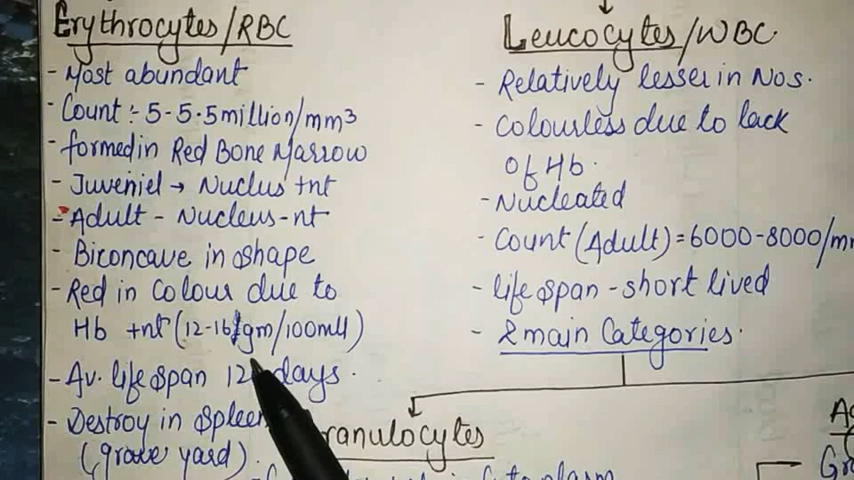 Erythrocytes/RBC
- Most abundant
- Count :- 5-5.5 million/mm³
- formed in Red Bone Marrow
- Juveniel → Nuclus +nt
- Adult - Nucleus -nt
- Biconcave in shape
- Red in Colour due to
Hb +nt (12-16 gm/100ml)
- Av. life span 12 days.
- Destroy in Spleen
(grave yard)
Leucocytes/WBC.
- Relatively lesser in Nos.
- Colourless due to lack
Of Hb.
- Nucleated
- Count (Adult) = 6000-8000/m
- life span - short lived
- 2 main Categories.
ranulocytes
in Cytoplasm
A
Gr